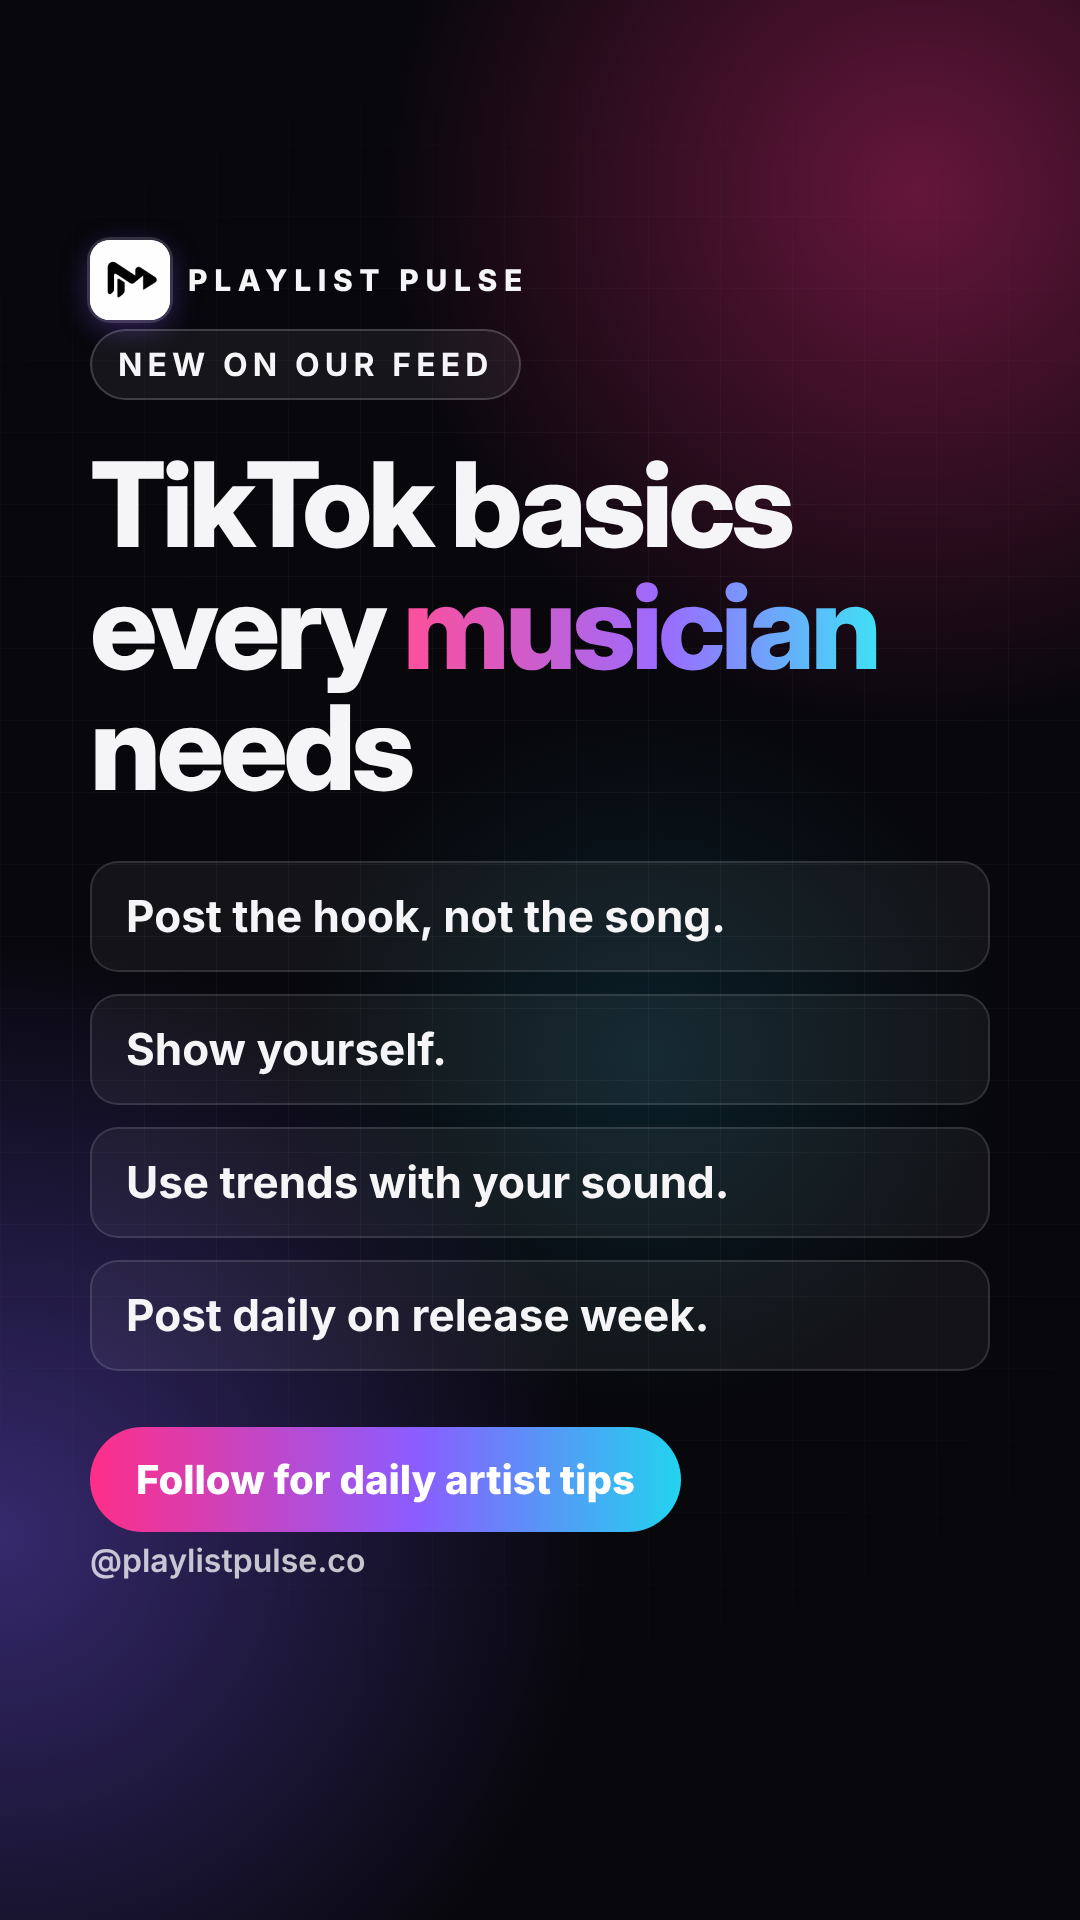 PLAYLIST PULSE
NEW ON OUR FEED
TikTok basics
every musician
needs
Post the hook, not the song.
Show yourself.
Use trends with your sound.
Post daily on release week.
Follow for daily artist tips
@playlistpulse.co